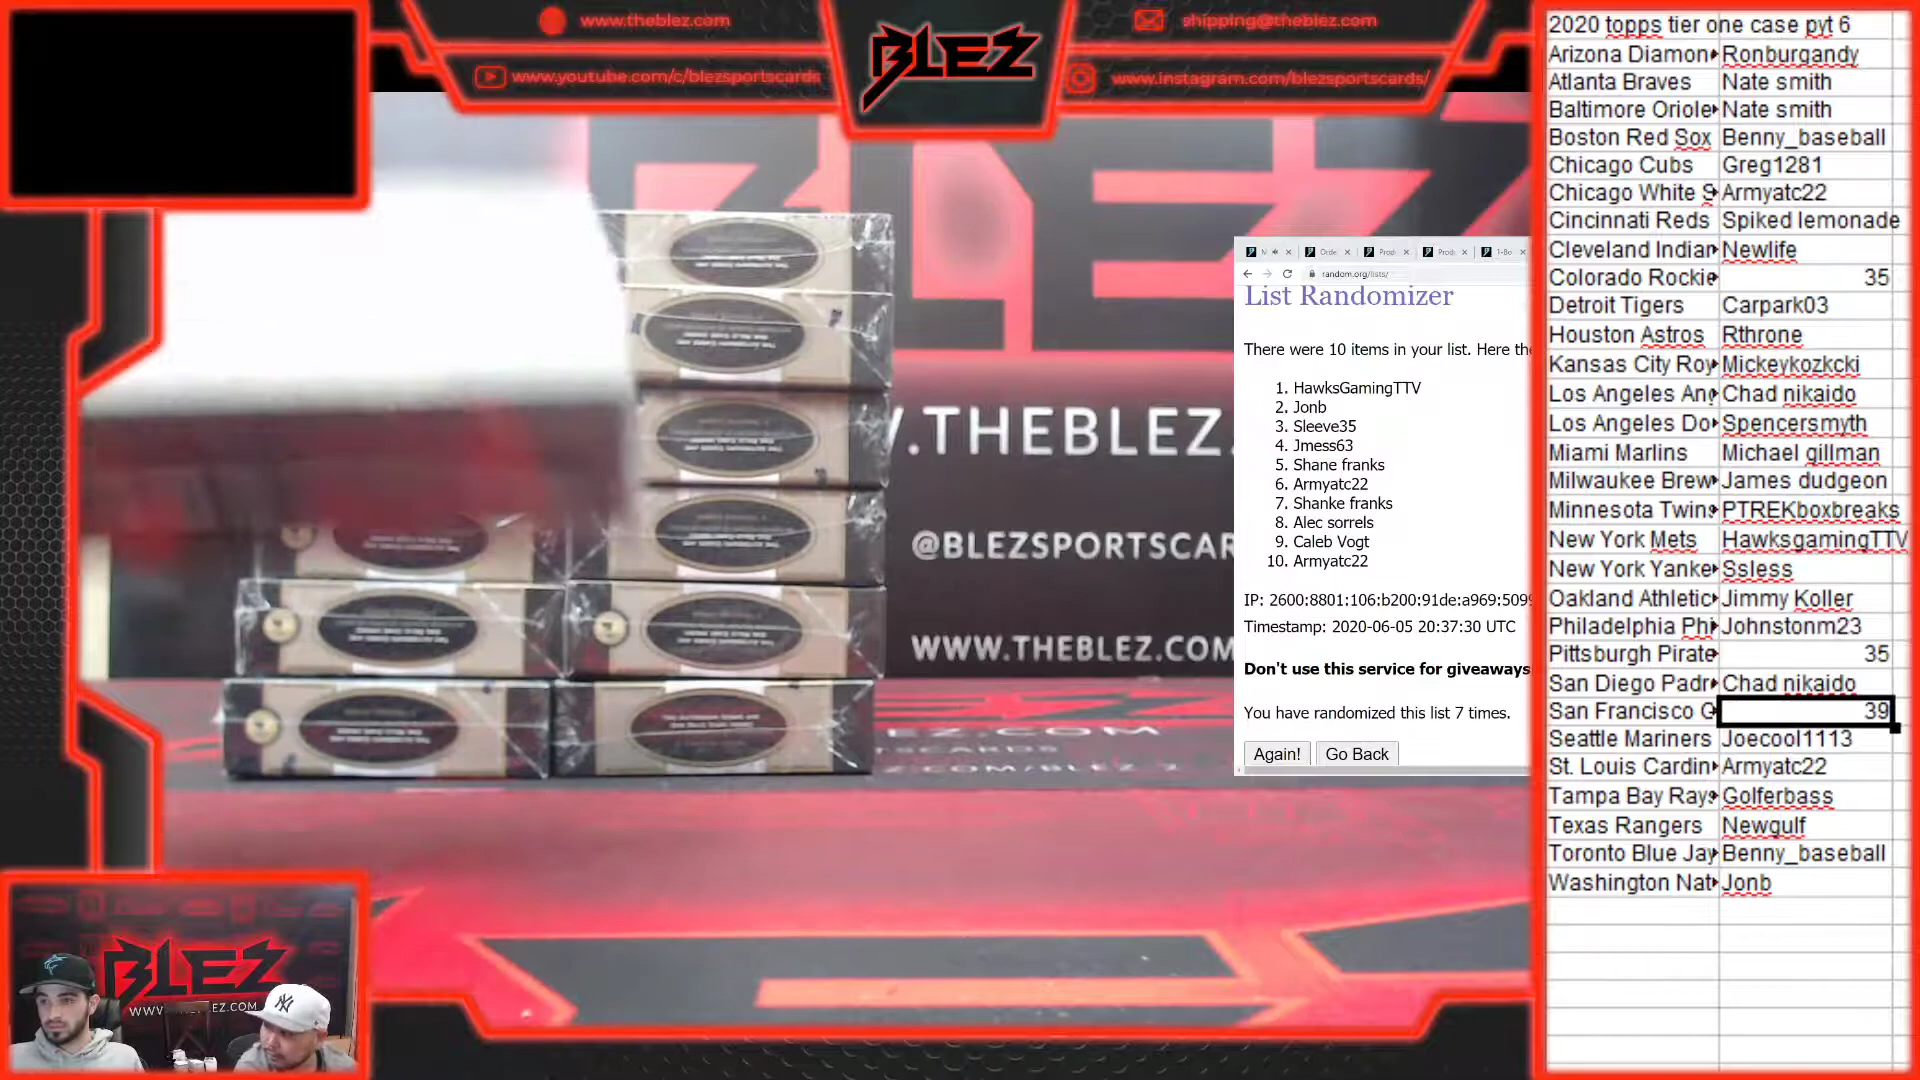 www.theblez.com
shipping@theblez.com
www.youtube.com/c/blezsportscards
www.instagram.com/blezsportscards/
BLEZ
BLEZ
W.THEBLEZ.
@BLEZSPORTSCAR
WWW.THEBLEZ.COM
random.org/lists/
List Randomizer
There were 10 items in your list. Here the
1. HawksGamingTTV
2. Jonb
3. Sleeve35
4. Jmess63
5. Shane franks
6. Armyatc22
7. Shanke franks
8. Alec sorrels
9. Caleb Vogt
10. Armyatc22
IP: 2600:8801:106:b200:91de:a969:5099
Timestamp: 2020-06-05 20:37:30 UTC
Don't use this service for giveaways
You have randomized this list 7 times.
Again! Go Back
2020 topps tier one case pyt 6
Arizona Diamon Ronburgandy
Atlanta Braves Nate smith
Baltimore Oriole Nate smith
Boston Red Sox Benny_baseball
Chicago Cubs Greg1281
Chicago White S Armyatc22
Cincinnati Reds Spiked lemonade
Cleveland Indian Newlife
Colorado Rockie 35
Detroit Tigers Carpark03
Houston Astros Rthrone
Kansas City Roy Mickeykozkcki
Los Angeles Ang Chad nikaido
Los Angeles Do Spencersmyth
Miami Marlins Michael gillman
Milwaukee Brew James dudgeon
Minnesota Twins PTREKboxbreaks
New York Mets HawksgamingTTV
New York Yanke Ssless
Oakland Athletic Jimmy Koller
Philadelphia Phi Johnstonm23
Pittsburgh Pirate 35
San Diego Padr Chad nikaido
San Francisco G 39
Seattle Mariners Joecool1113
St. Louis Cardin Armyatc22
Tampa Bay Rays Golferbass
Texas Rangers Newgulf
Toronto Blue Jay Benny_baseball
Washington Nat Jonb
BLEZ